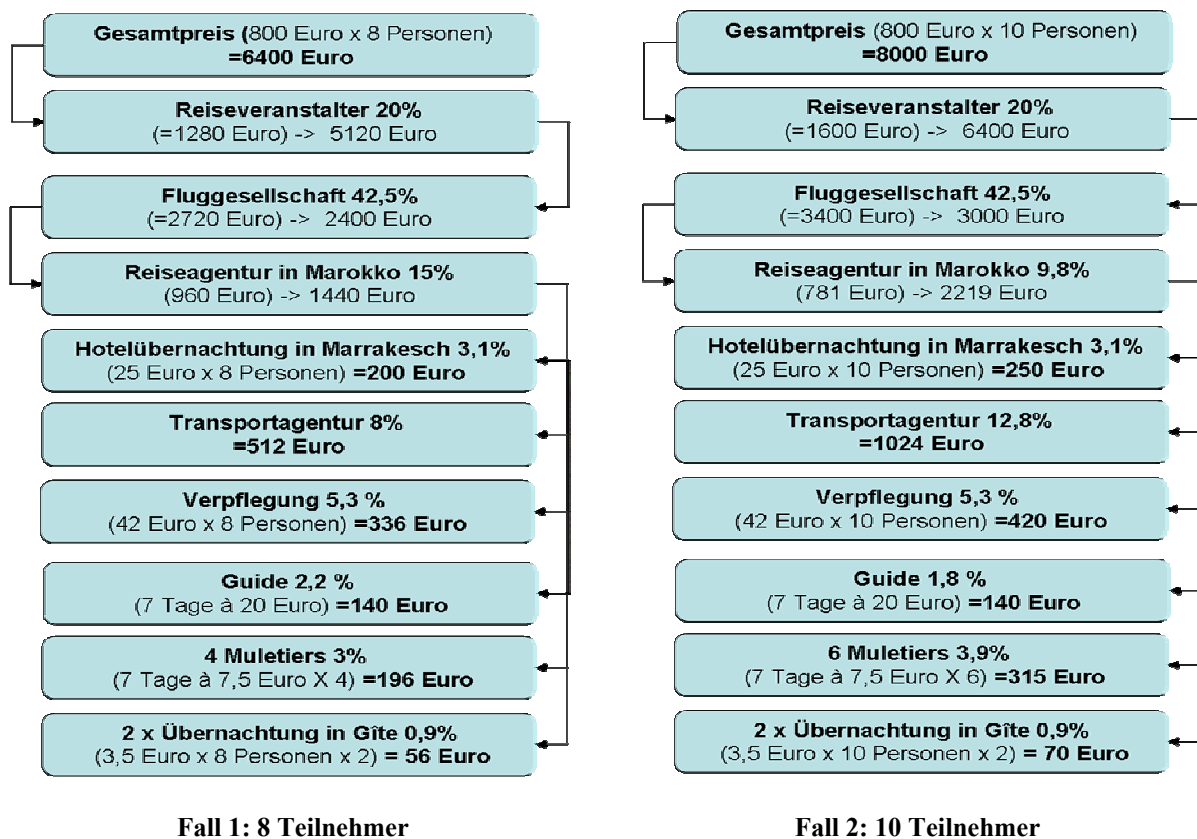 Gesamtpreis (800 Euro x 8 Personen)
=6400 Euro
Reiseveranstalter 20%
(=1280 Euro) -> 5120 Euro
Fluggesellschaft 42,5%
(=2720 Euro) -> 2400 Euro
Reiseagentur in Marokko 15%
(960 Euro) -> 1440 Euro
Hotelübernachtung in Marrakesch 3,1%
(25 Euro x 8 Personen) =200 Euro
Transportagentur 8%
=512 Euro
Verpflegung 5,3 %
(42 Euro x 8 Personen) =336 Euro
Guide 2,2 %
(7 Tage à 20 Euro) =140 Euro
4 Muletiers 3%
(7 Tage à 7,5 Euro X 4) =196 Euro
2 x Übernachtung in Gîte 0,9%
(3,5 Euro x 8 Personen x 2) = 56 Euro
Fall 1: 8 Teilnehmer
Gesamtpreis (800 Euro x 10 Personen)
=8000 Euro
Reiseveranstalter 20%
(=1600 Euro) -> 6400 Euro
Fluggesellschaft 42,5%
(=3400 Euro) -> 3000 Euro
Reiseagentur in Marokko 9,8%
(781 Euro) -> 2219 Euro
Hotelübernachtung in Marrakesch 3,1%
(25 Euro x 10 Personen) =250 Euro
Transportagentur 12,8%
=1024 Euro
Verpflegung 5,3 %
(42 Euro x 10 Personen) =420 Euro
Guide 1,8 %
(7 Tage à 20 Euro) =140 Euro
6 Muletiers 3,9%
(7 Tage à 7,5 Euro X 6) =315 Euro
2 x Übernachtung in Gîte 0,9%
(3,5 Euro x 10 Personen x 2) = 70 Euro
Fall 2: 10 Teilnehmer